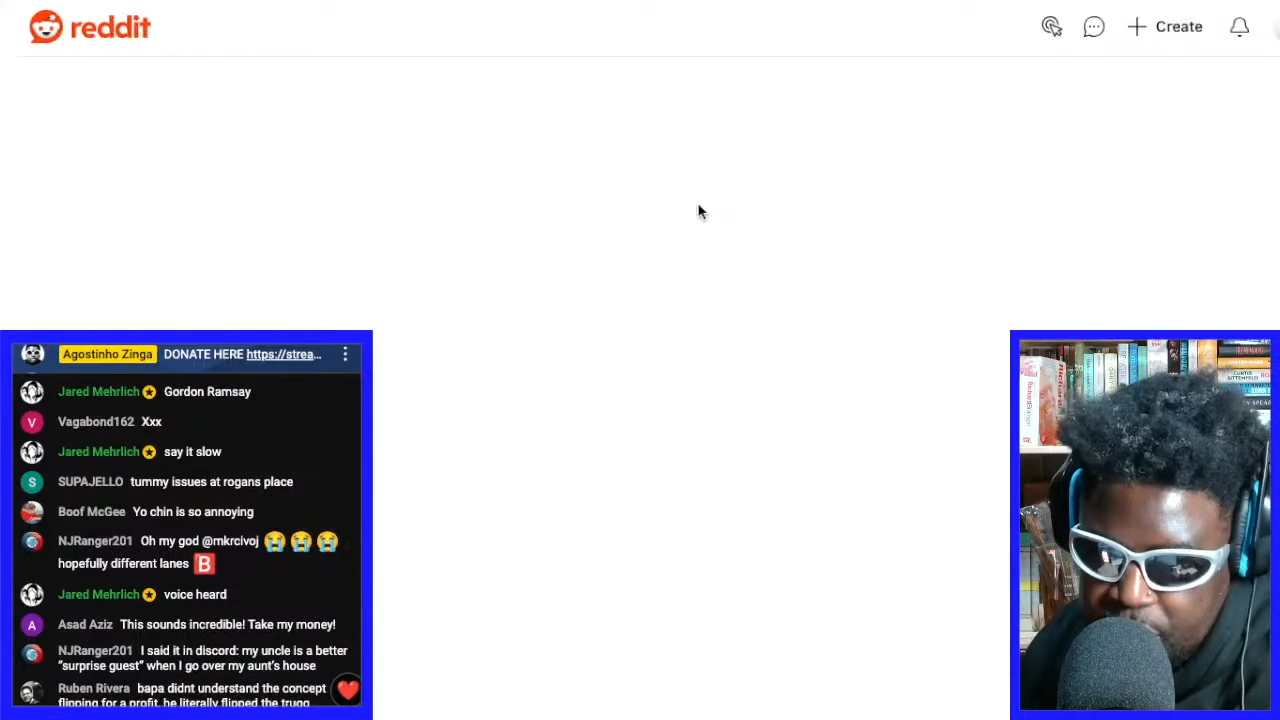 reddit
Create
Agostinho Zinga DONATE HERE https://strea...
Jared Mehrlich Gordon Ramsay
Vagabond162 Xxx
Jared Mehrlich say it slow
SUPAJELLO tummy issues at rogans place
Boof McGee Yo chin is so annoying
NJRanger201 Oh my god @mkrcivoj 😭😭😭
hopefully different lanes 🅱️
Jared Mehrlich voice heard
Asad Aziz This sounds incredible! Take my money!
NJRanger201 I said it in discord: my uncle is a better
“surprise guest” when I go over my aunt's house
Ruben Rivera bapa didnt understand the concept
flipping for a profit, he literally flipped the trugg
V
S
A
CURTIS
SITTENFELD